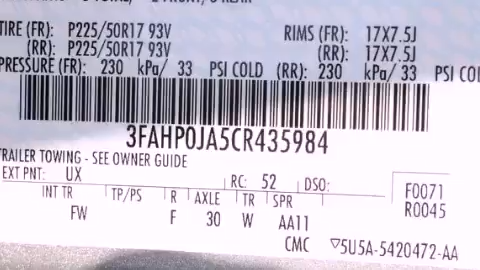 TIRE (FR): P225/50R17 93V RIMS (FR): 17X7.5J
(RR): P225/50R17 93V (RR): 17X7.5J
PRESSURE (FR): 230 kPa/ 33 PSI COLD (RR): 230 kPa/ 33 PSI CO
3FAHP0JA5CR435984
TRAILER TOWING - SEE OWNER GUIDE
EXT PNT: UX RC: 52 DSO: F0071
INT TR TP/PS R AXLE TR SPR R0045
FW F 30 W AA11
CMC ▽5U5A-5420472-AA